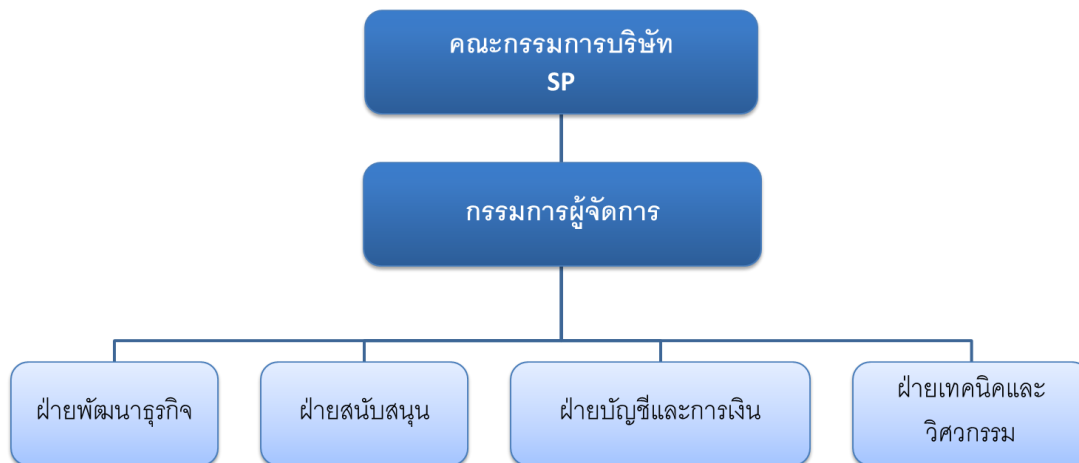 คณะกรรมการบริษัท
SP
กรรมการผู้จัดการ
ฝ่ายพัฒนาธุรกิจ
ฝ่ายสนับสนุน
ฝ่ายบัญชีและการเงิน
ฝ่ายเทคนิคและ
วิศวกรรม